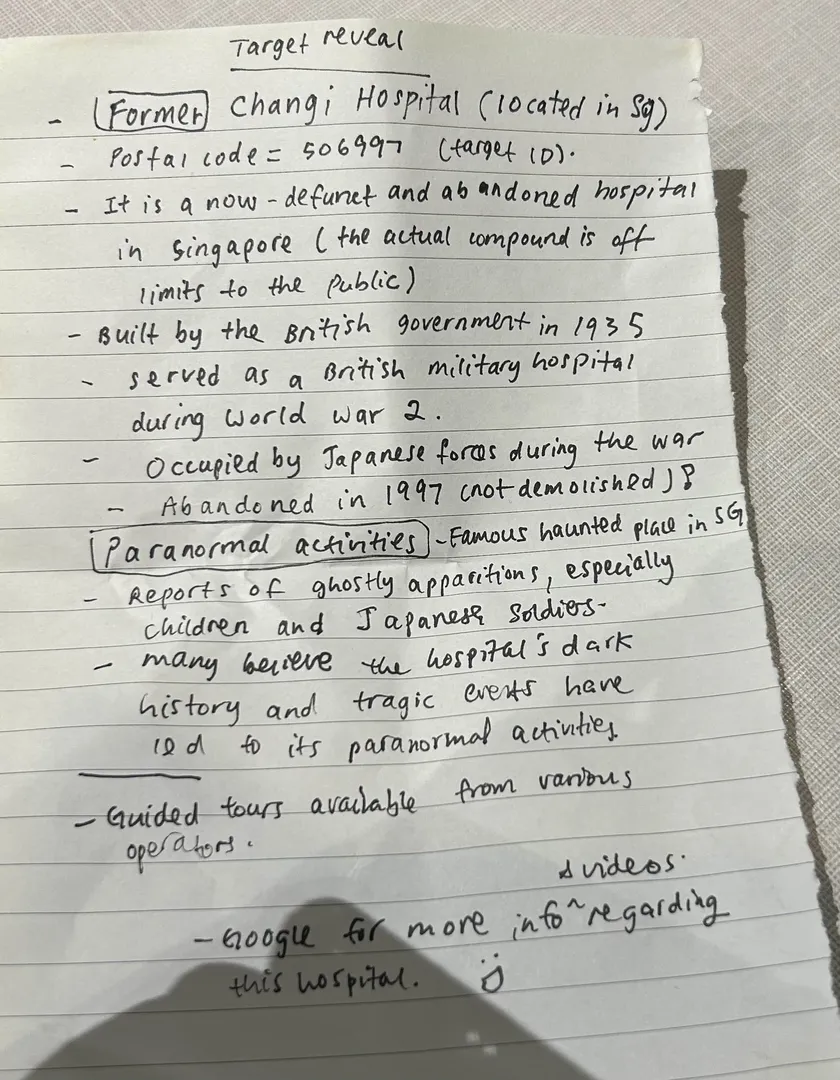 Target reveal
- Former Changi Hospital (located in Sg)
- Postal code = 506997 (target ID).
- It is a now-defunct and abandoned hospital
in Singapore (the actual compound is off
limits to the public)
- Built by the British government in 1935
- served as a British military hospital
during World War 2.
- Occupied by Japanese forces during the war
- Abandoned in 1997 (not demolished)?
Paranormal activities - Famous haunted place in SG
- Reports of ghostly apparitions, especially
children and Japanese soldiers-
- many believe the hospital's dark
history and tragic events have
led to its paranormal activities
- Guided tours available from various
operators.
& videos.
- Google for more info^regarding
this hospital.